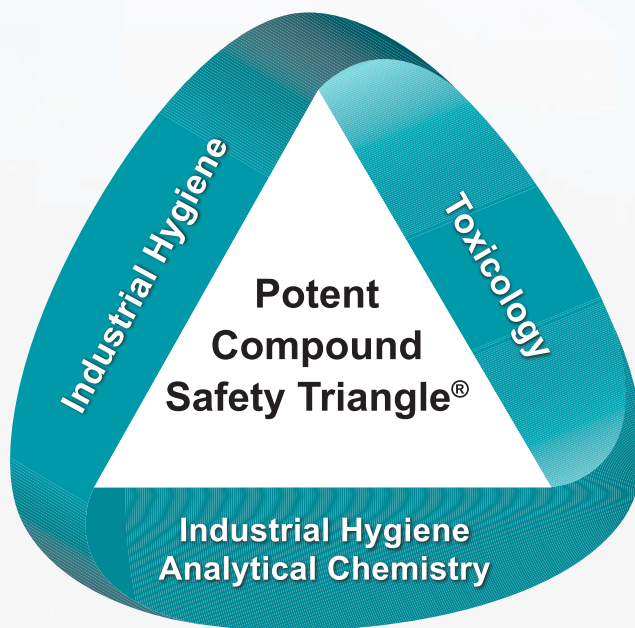 Industrial Hygiene
Toxicology
Potent
Compound
Safety Triangle®
Industrial Hygiene
Analytical Chemistry